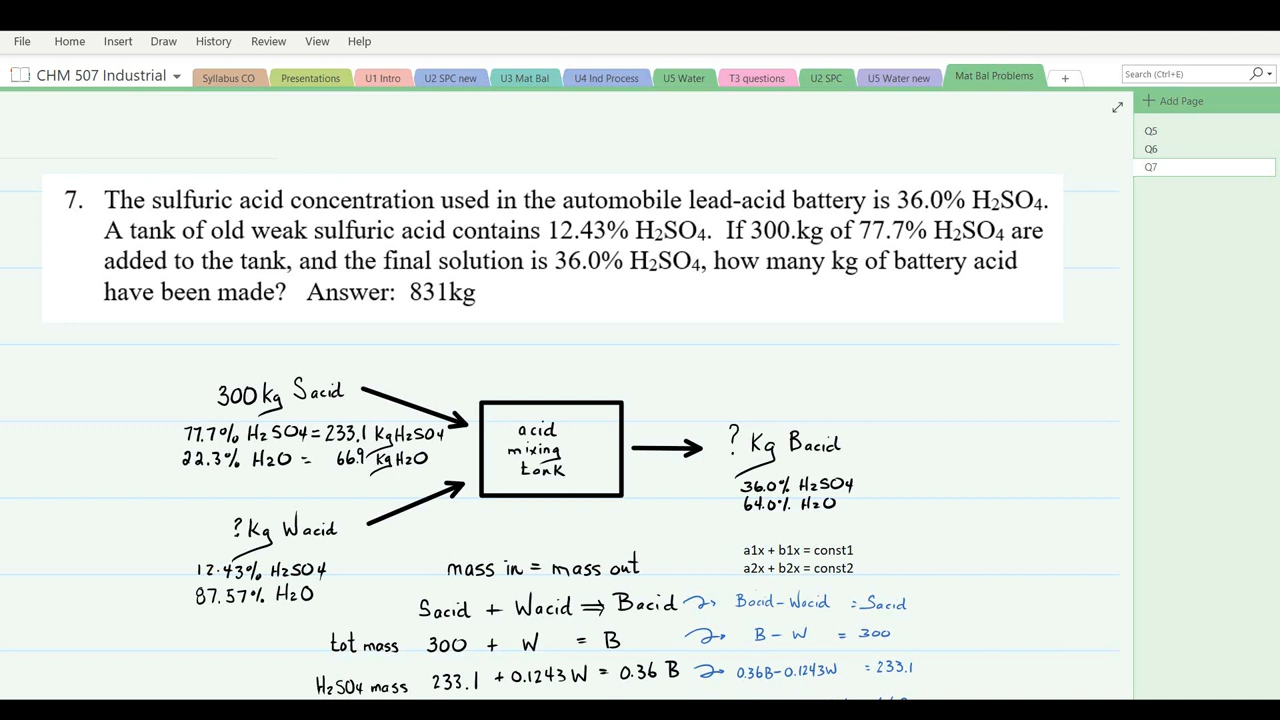 File Home Insert Draw History Review View Help
CHM 507 Industrial Syllabus CO Presentations U1 Intro U2 SPC new U3 Mat Bal U4 Ind Process U5 Water T3 questions U2 SPC U5 Water new Mat Bal Problems + Search (Ctrl+E)
+ Add Page
Q5
Q6
Q7
7. The sulfuric acid concentration used in the automobile lead-acid battery is 36.0% H₂SO₄.
A tank of old weak sulfuric acid contains 12.43% H₂SO₄. If 300.kg of 77.7% H₂SO₄ are
added to the tank, and the final solution is 36.0% H₂SO₄, how many kg of battery acid
have been made? Answer: 831kg
300kg Sacid
77.7% H₂SO4 = 233.1 KgH₂SO4
22.3% H₂O = 66.9 KgH₂O
acid
mixing
tank
? Kg Bacid
36.0% H₂SO4
64.0% H₂O
? Kg Wacid
12.43% H₂SO4
87.57% H₂O
a1x + b1x = const1
a2x + b2x = const2
mass in = mass out
Sacid + Wacid ⇒ Bacid Bacid-Wacid = Sacid
tot mass 300 + W = B B - W = 300
H₂SO4 mass 233.1 + 0.1243W = 0.36 B 0.36B-0.1243W = 233.1